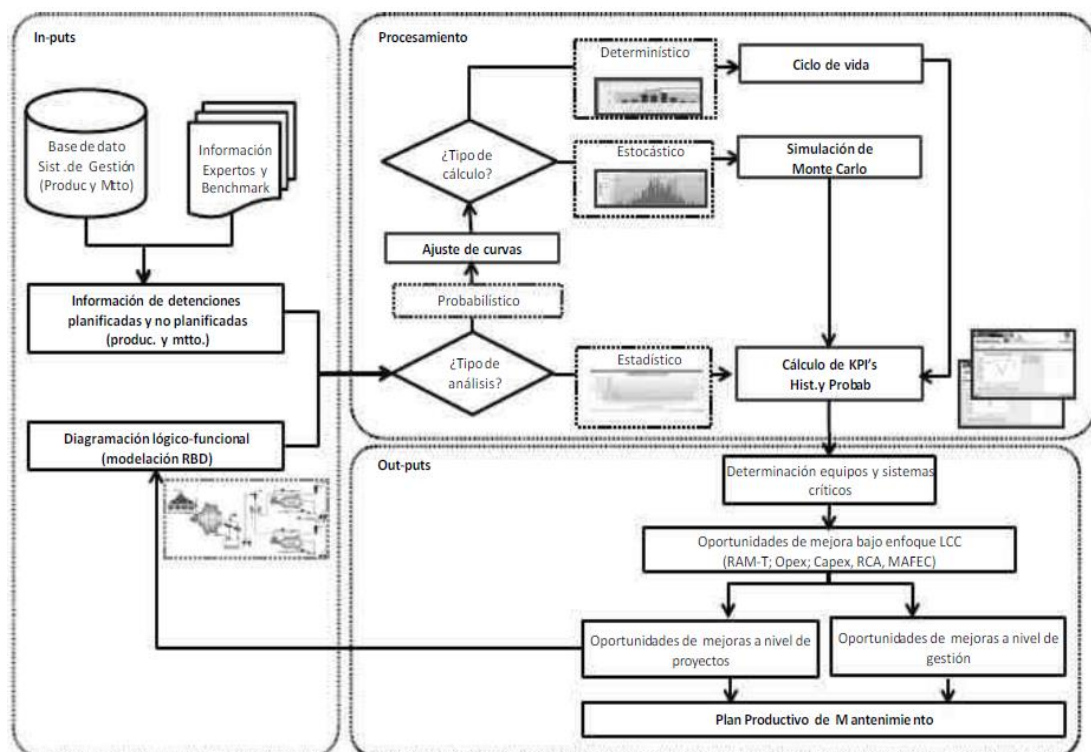 In-puts
Base de dato
Sist .de Gestión
(Produc y Mtto)
Información
Expertos y
Benchmark
Información de detenciones
planificadas y no planificadas
(produc. y mtto.)
Diagramación lógico-funcional
(modelación RBD)
Procesamiento
Determinístico
Ciclo de vida
¿Tipo de
cálculo?
Estocástico
Simulación de
Monte Carlo
Ajuste de curvas
Probabilístico
¿Tipo de
análisis?
Estadístico
Cálculo de KPI's
Hist.y Probab
Out-puts
Determinación equipos y sistemas
críticos
Oportunidades de mejora bajo enfoque LCC
(RAM-T; Opex; Capex, RCA, MAFEC)
Oportunidades de mejoras a nivel de
proyectos
Oportunidades de mejoras a nivel de
gestión
Plan Productivo de Mantenimiento